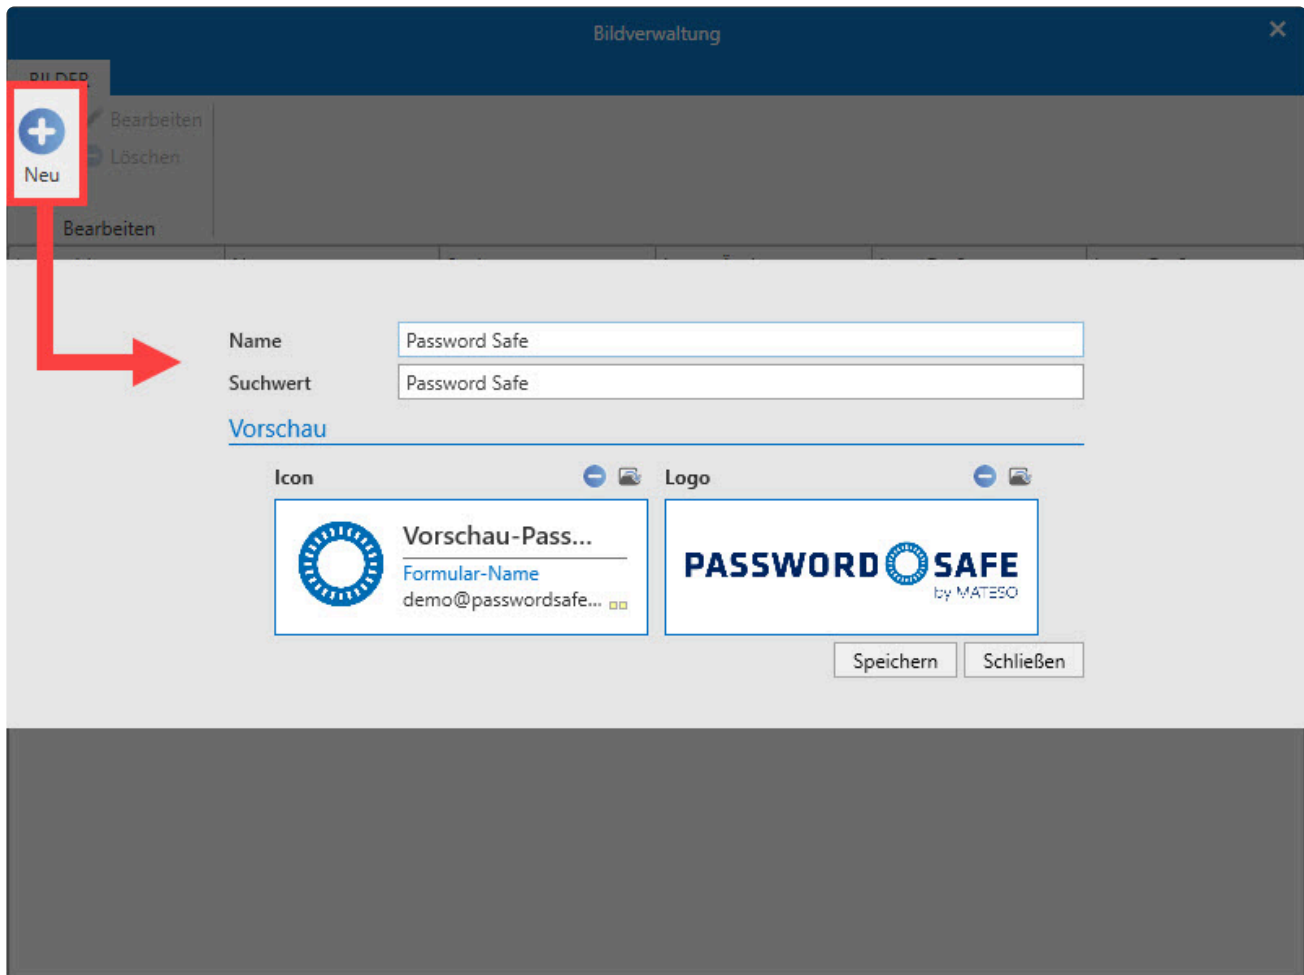 Bildverwaltung
BILDER
Bearbeiten
Löschen
Neu
Bearbeiten
Name
Password Safe
Suchwert
Password Safe
Vorschau
Icon
Logo
Vorschau-Pass...
Formular-Name
demo@passwordsafe...
PASSWORD SAFE
by MATESO
Speichern
Schließen